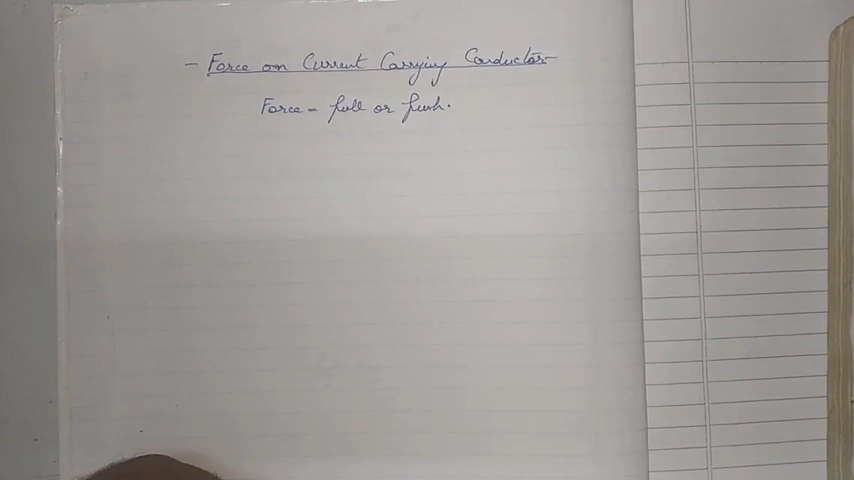 - Force on Current Carrying Conductor
Force - pull or push.